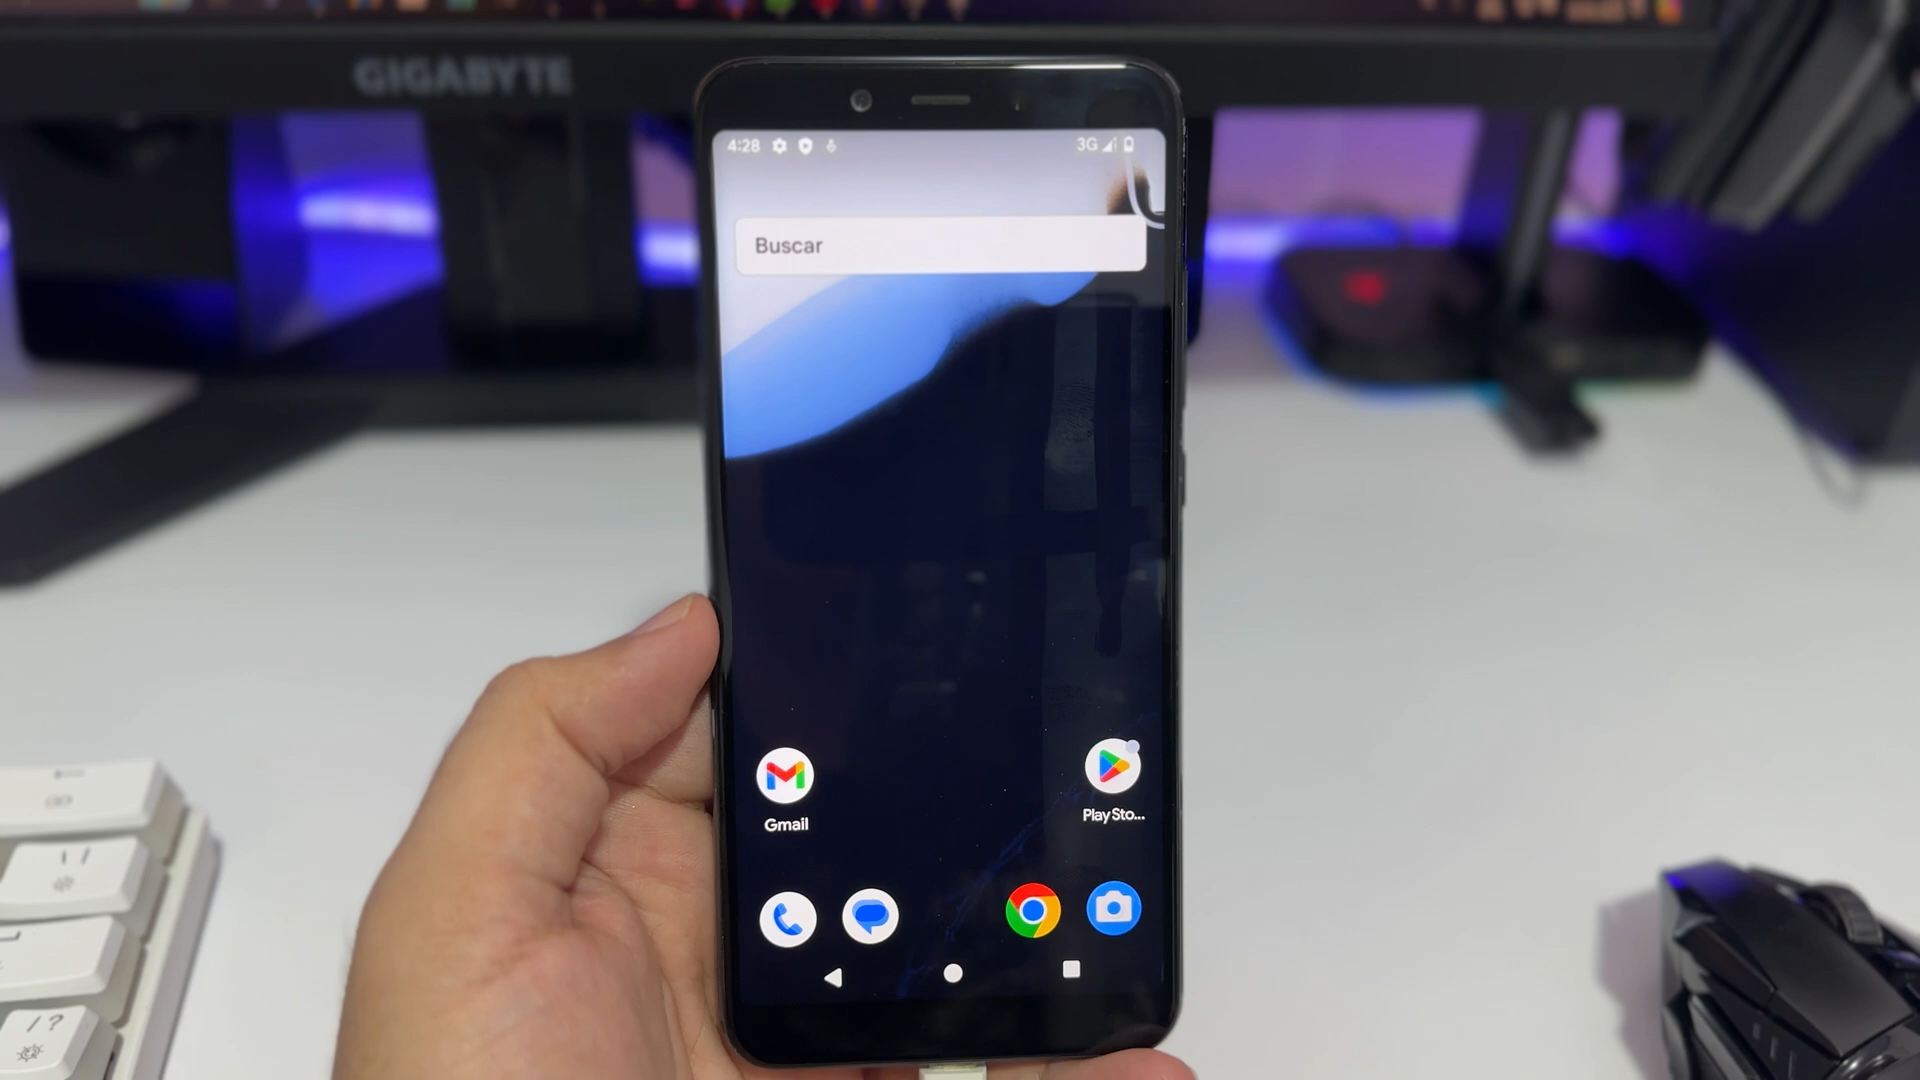 GIGABYTE
4:28
3G
Buscar
Gmail
Play Sto...
\ |
/ ?